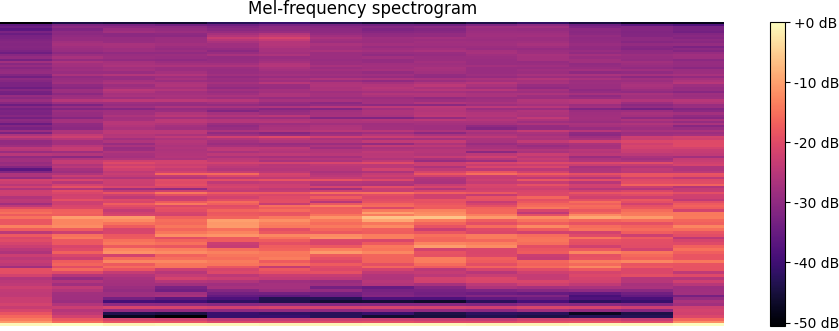 Mel-frequency spectrogram
+0 dB
-10 dB
-20 dB
-30 dB
-40 dB
-50 dB